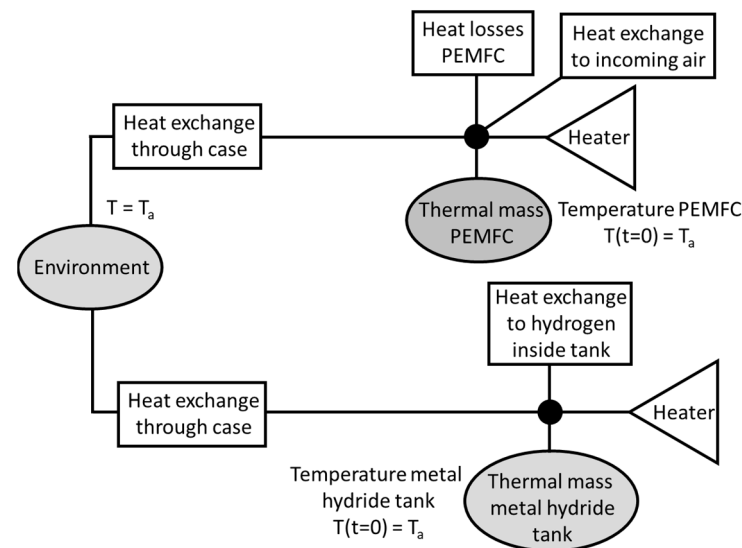 Heat losses
PEMFC
Heat exchange
to incoming air
Heat exchange
through case
Heater
T = Tₐ
Thermal mass
PEMFC
Temperature PEMFC
T(t=0) = Tₐ
Environment
Heat exchange
to hydrogen
inside tank
Heat exchange
through case
Heater
Temperature metal
hydride tank
T(t=0) = Tₐ
Thermal mass
metal hydride
tank